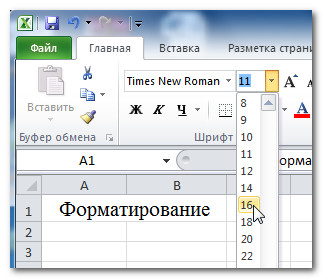 Файл Главная Вставка Разметка страни
Times New Roman 11 A A
Вставить
Ж К Ч A
Буфер обмена Шрифт
A1 орма
A B
1 Форматирование
2
3
8
9
10
11
12
14
16
18
20
22